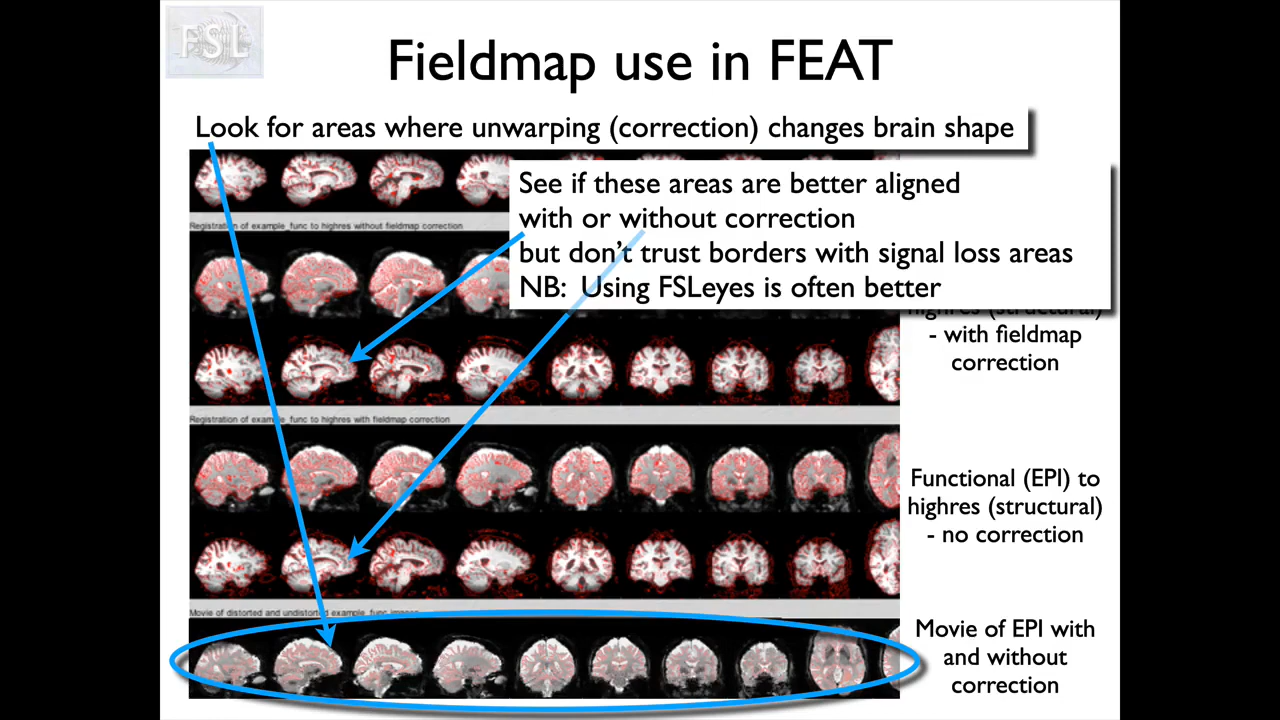 FSL
Fieldmap use in FEAT
Look for areas where unwarping (correction) changes brain shape
See if these areas are better aligned
with or without correction
but don't trust borders with signal loss areas
NB: Using FSLeyes is often better
Registration of example_func to highres without fieldmap correction
highres (structural)
- with fieldmap
correction
Registration of example_func to highres with fieldmap correction
Functional (EPI) to
highres (structural)
- no correction
Movie of distorted and undistorted example_func images
Movie of EPI with
and without
correction